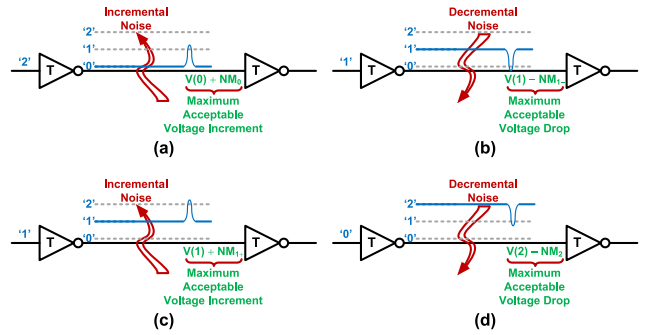 Incremental
Noise
'2'
'1'
'0'
'2'
T
T
V(0) + NM0
Maximum
Acceptable
Voltage Increment
(a)
Decremental
Noise
'2'
'1'
'0'
'1'
T
T
V(1) – NM1–
Maximum
Acceptable
Voltage Drop
(b)
Incremental
Noise
'2'
'1'
'0'
'1'
T
T
V(1) + NM1+
Maximum
Acceptable
Voltage Increment
(c)
Decremental
Noise
'2'
'1'
'0'
'0'
T
T
V(2) – NM2
Maximum
Acceptable
Voltage Drop
(d)